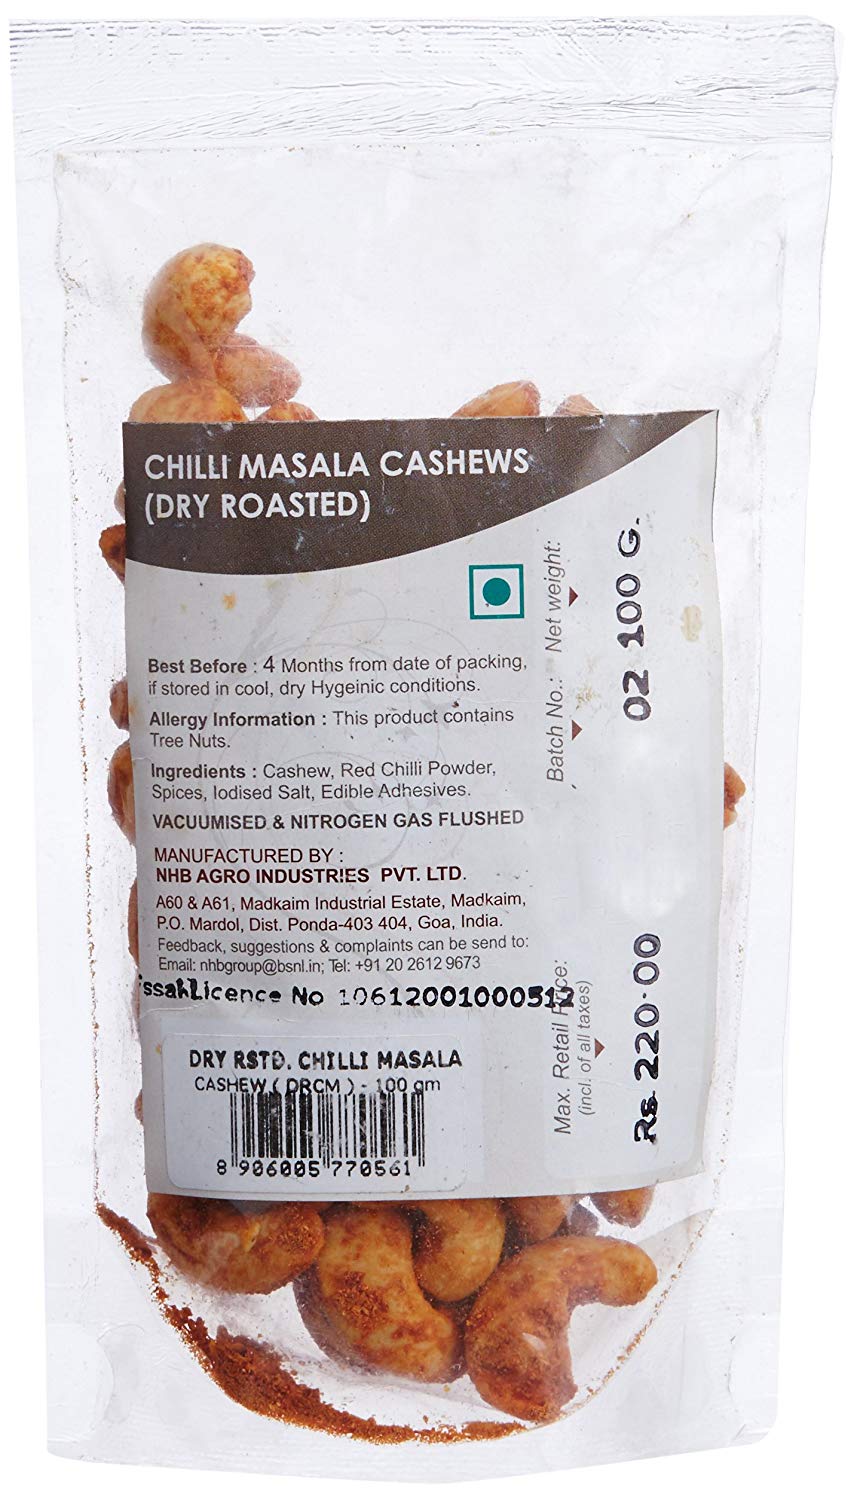 CHILLI MASALA CASHEWS
(DRY ROASTED)
Best Before : 4 Months from date of packing,
if stored in cool, dry Hygeinic conditions.
Allergy Information : This product contains
Tree Nuts.
Ingredients : Cashew, Red Chilli Powder,
Spices, Iodised Salt, Edible Adhesives.
VACUUMISED & NITROGEN GAS FLUSHED
MANUFACTURED BY :
NHB AGRO INDUSTRIES PVT. LTD.
A60 & A61, Madkaim Industrial Estate, Madkaim,
P.O. Mardol, Dist. Ponda-403 404, Goa, India.
Feedback, suggestions & complaints can be send to:
Email: nhbgroup@bsnl.in; Tel: +91 20 2612 9673
ssai Licence No 10612001000512
DRY RSTD. CHILLI MASALA
CASHEW ( DRCM ) - 100 gm
8 906005 770561
Net weight:
100 G.
Batch No.:
02
Max. Retail Price:
(incl. of all taxes)
Rs 220.00